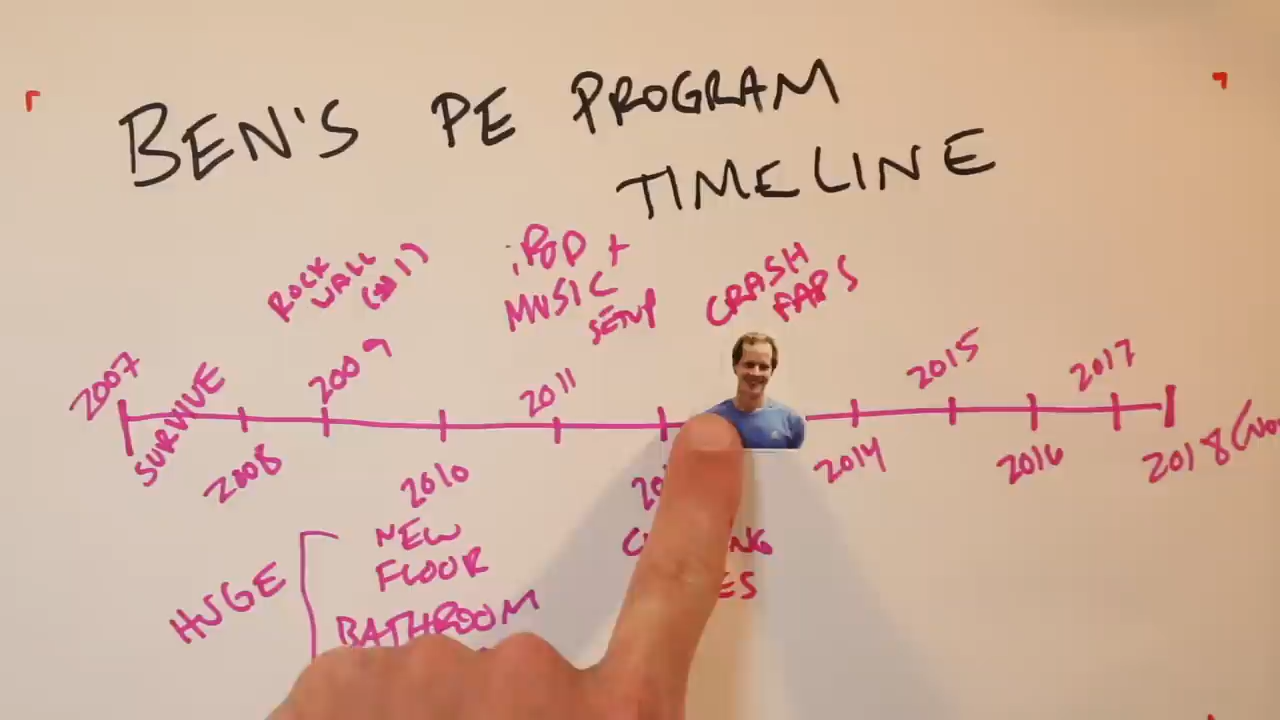 BEN'S PE PROGRAM
TIMELINE
ROCK
WALL
(#1)
iPOD +
MUSIC
SETUP
CRASH
2007
SURVIVE
2008
2009
2010
2011
2014
2015
2016
2017
2018
HUGE
NEW
FLOOR
BATHROOM